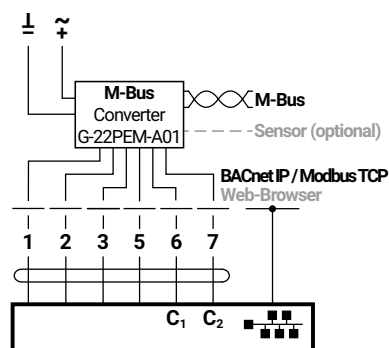 ⊥ ~
– +
M-Bus
Converter
G-22PEM-A01
M-Bus
Sensor (optional)
BACnet IP / Modbus TCP
Web-Browser
1 2 3 5 6 7
C₁ C₂